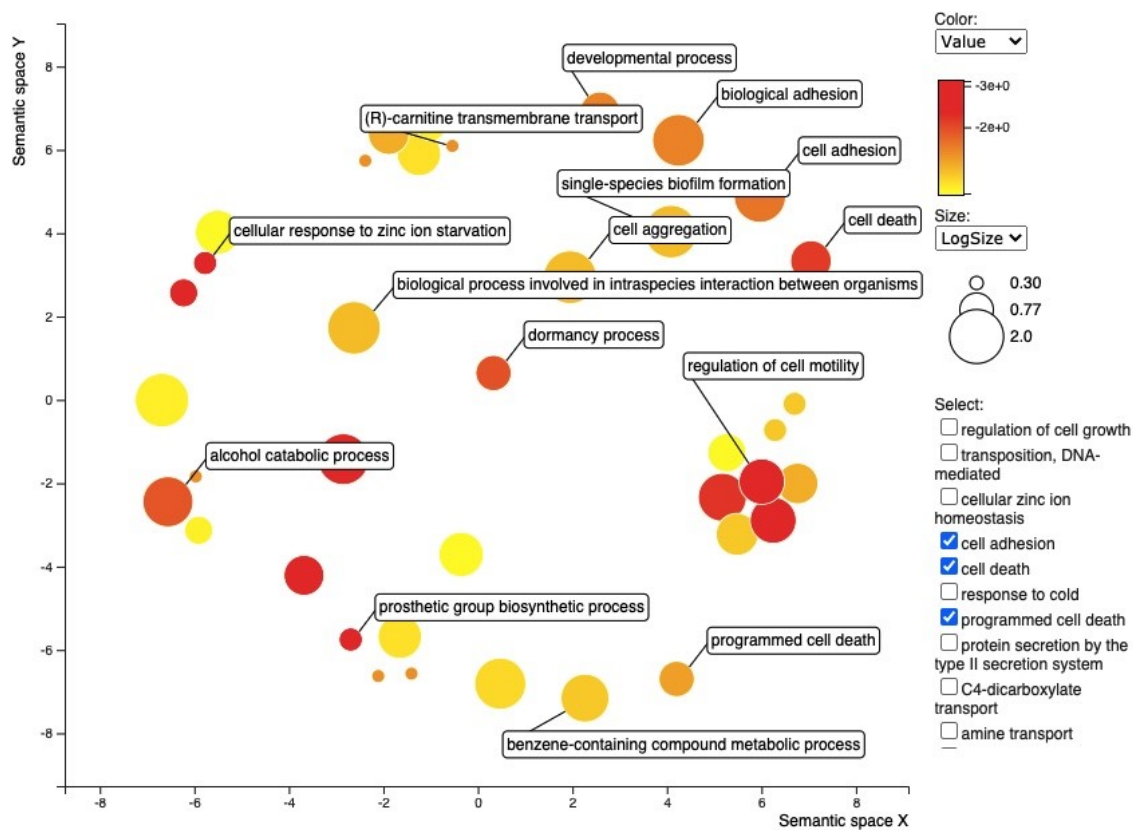 Semantic space Y
8
6
4
2
0
-2
-4
-6
-8
developmental process
biological adhesion
(R)-carnitine transmembrane transport
cell adhesion
single-species biofilm formation
cell death
cell aggregation
cellular response to zinc ion starvation
biological process involved in intraspecies interaction between organisms
dormancy process
regulation of cell motility
alcohol catabolic process
prosthetic group biosynthetic process
programmed cell death
benzene-containing compound metabolic process
-8
-6
-4
-2
0
2
4
6
8
Semantic space X
Color:
Value
-3e+0
-2e+0
Size:
LogSize
0.30
0.77
2.0
Select:
regulation of cell growth
transposition, DNA-
mediated
cellular zinc ion
homeostasis
cell adhesion
cell death
response to cold
programmed cell death
protein secretion by the
type II secretion system
C4-dicarboxylate
transport
amine transport